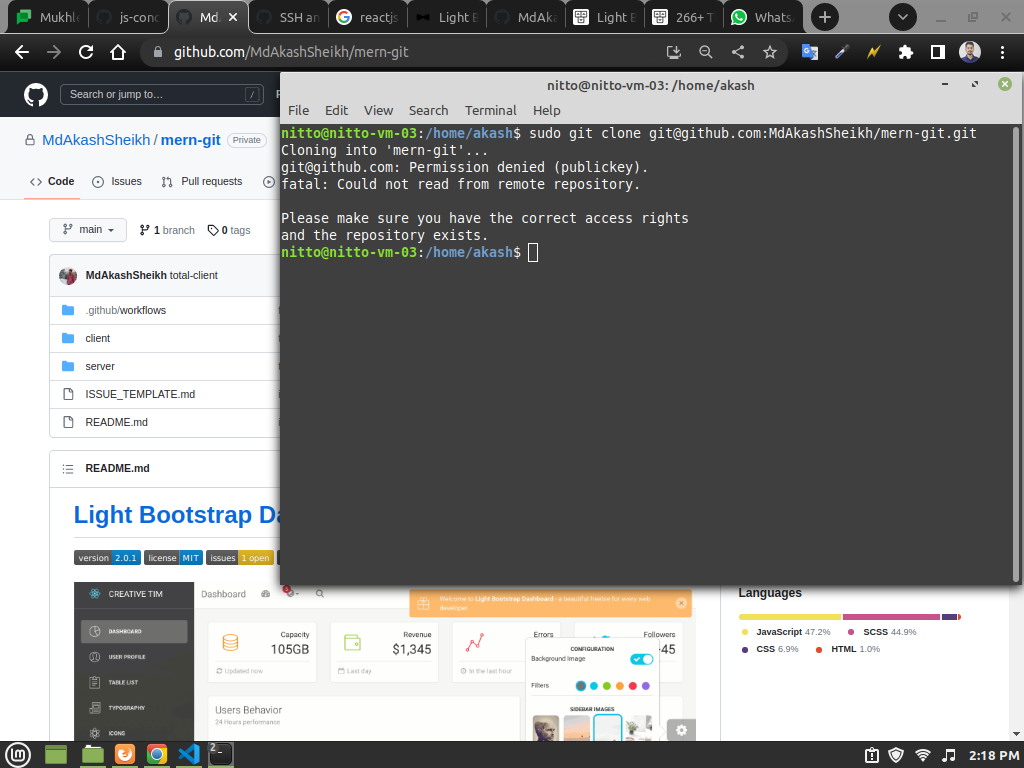 Mukhl
js-conc
Md/
SSH an
reactjs
Light B
MdAka
Light B
266+ T
Whats
github.com/MdAkashSheikh/mern-git
Search or jump to…
/
nitto@nitto-vm-03: /home/akash
File Edit View Search Terminal Help
nitto@nitto-vm-03:/home/akash$ sudo git clone git@github.com:MdAkashSheikh/mern-git.git
Cloning into 'mern-git'...
git@github.com: Permission denied (publickey).
fatal: Could not read from remote repository.
Please make sure you have the correct access rights
and the repository exists.
nitto@nitto-vm-03:/home/akash$
MdAkashSheikh / mern-git Private
Code Issues Pull requests
main 1 branch 0 tags
MdAkashSheikh total-client
.github/workflows
client
server
ISSUE_TEMPLATE.md
README.md
README.md
Light Bootstrap Da
version 2.0.1 license MIT issues 1 open
CREATIVE TIM
DASHBOARD
USER PROFILE
TABLE LIST
TYPOGRAPHY
ICONS
Dashboard
Welcome to Light Bootstrap Dashboard - a beautiful freebie for every web
developer.
Capacity
105GB
Updated now
Revenue
$1,345
Last day
Errors
In the last hour
Followers
+45
Users Behavior
24 Hours performance
CONFIGURATION
Background Image
Filters
SIDEBAR IMAGES
Languages
JavaScript 47.2% SCSS 44.9%
CSS 6.9% HTML 1.0%
2
2:18 PM